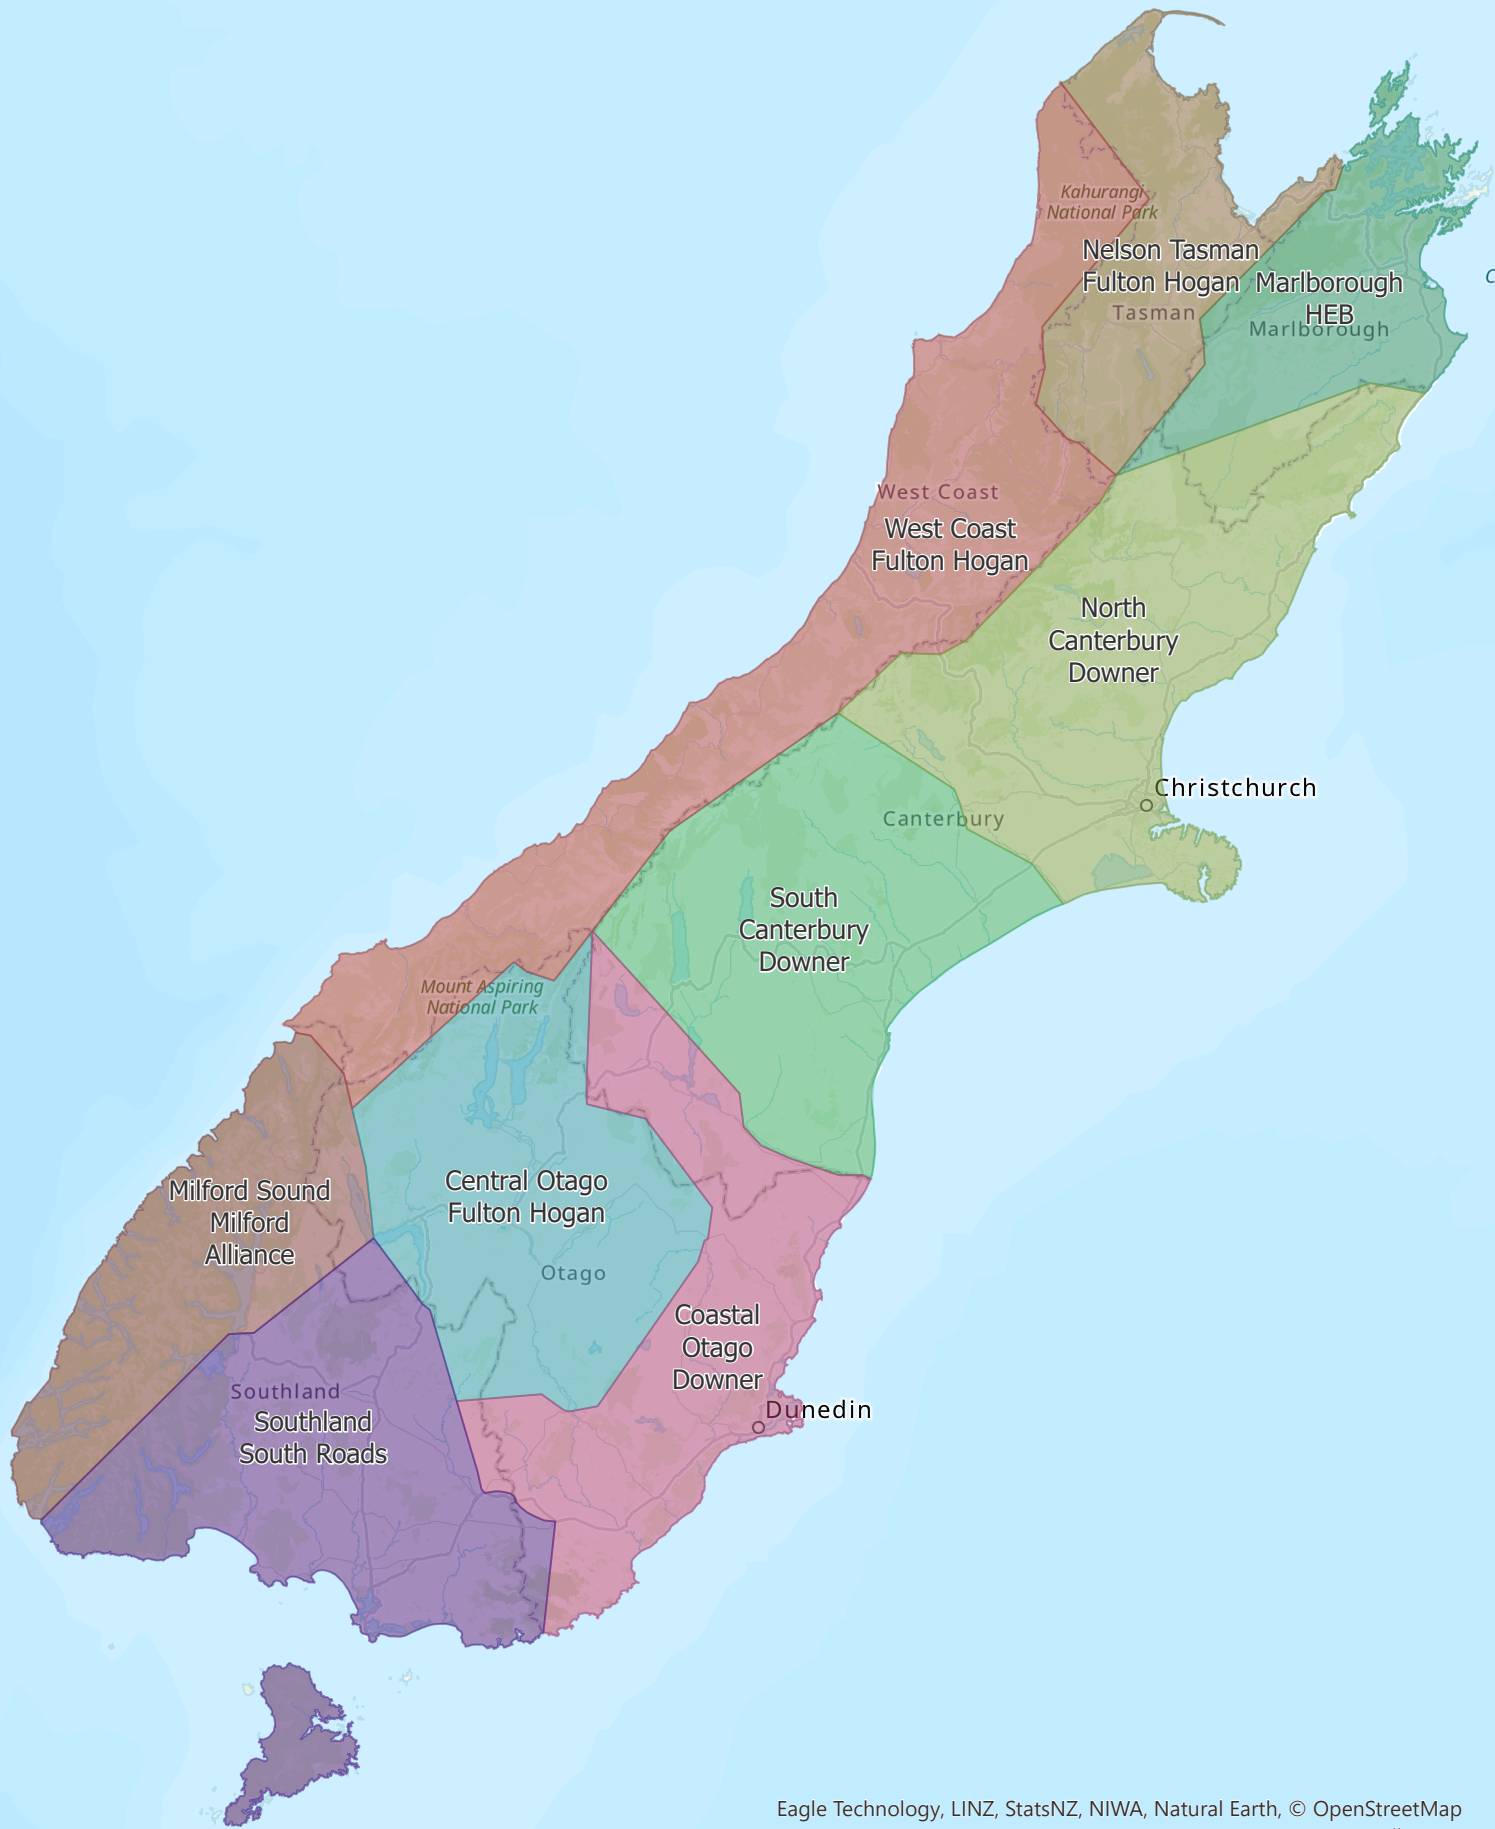 Kahurangi
National Park
Nelson Tasman
Fulton Hogan
Tasman
Marlborough
HEB
Marlborough
C
West Coast
West Coast
Fulton Hogan
North
Canterbury
Downer
Christchurch
Canterbury
South
Canterbury
Downer
Mount Aspiring
National Park
Central Otago
Fulton Hogan
Otago
Milford Sound
Milford
Alliance
Coastal
Otago
Downer
Dunedin
Southland
Southland
South Roads
Eagle Technology, LINZ, StatsNZ, NIWA, Natural Earth, © OpenStreetMap